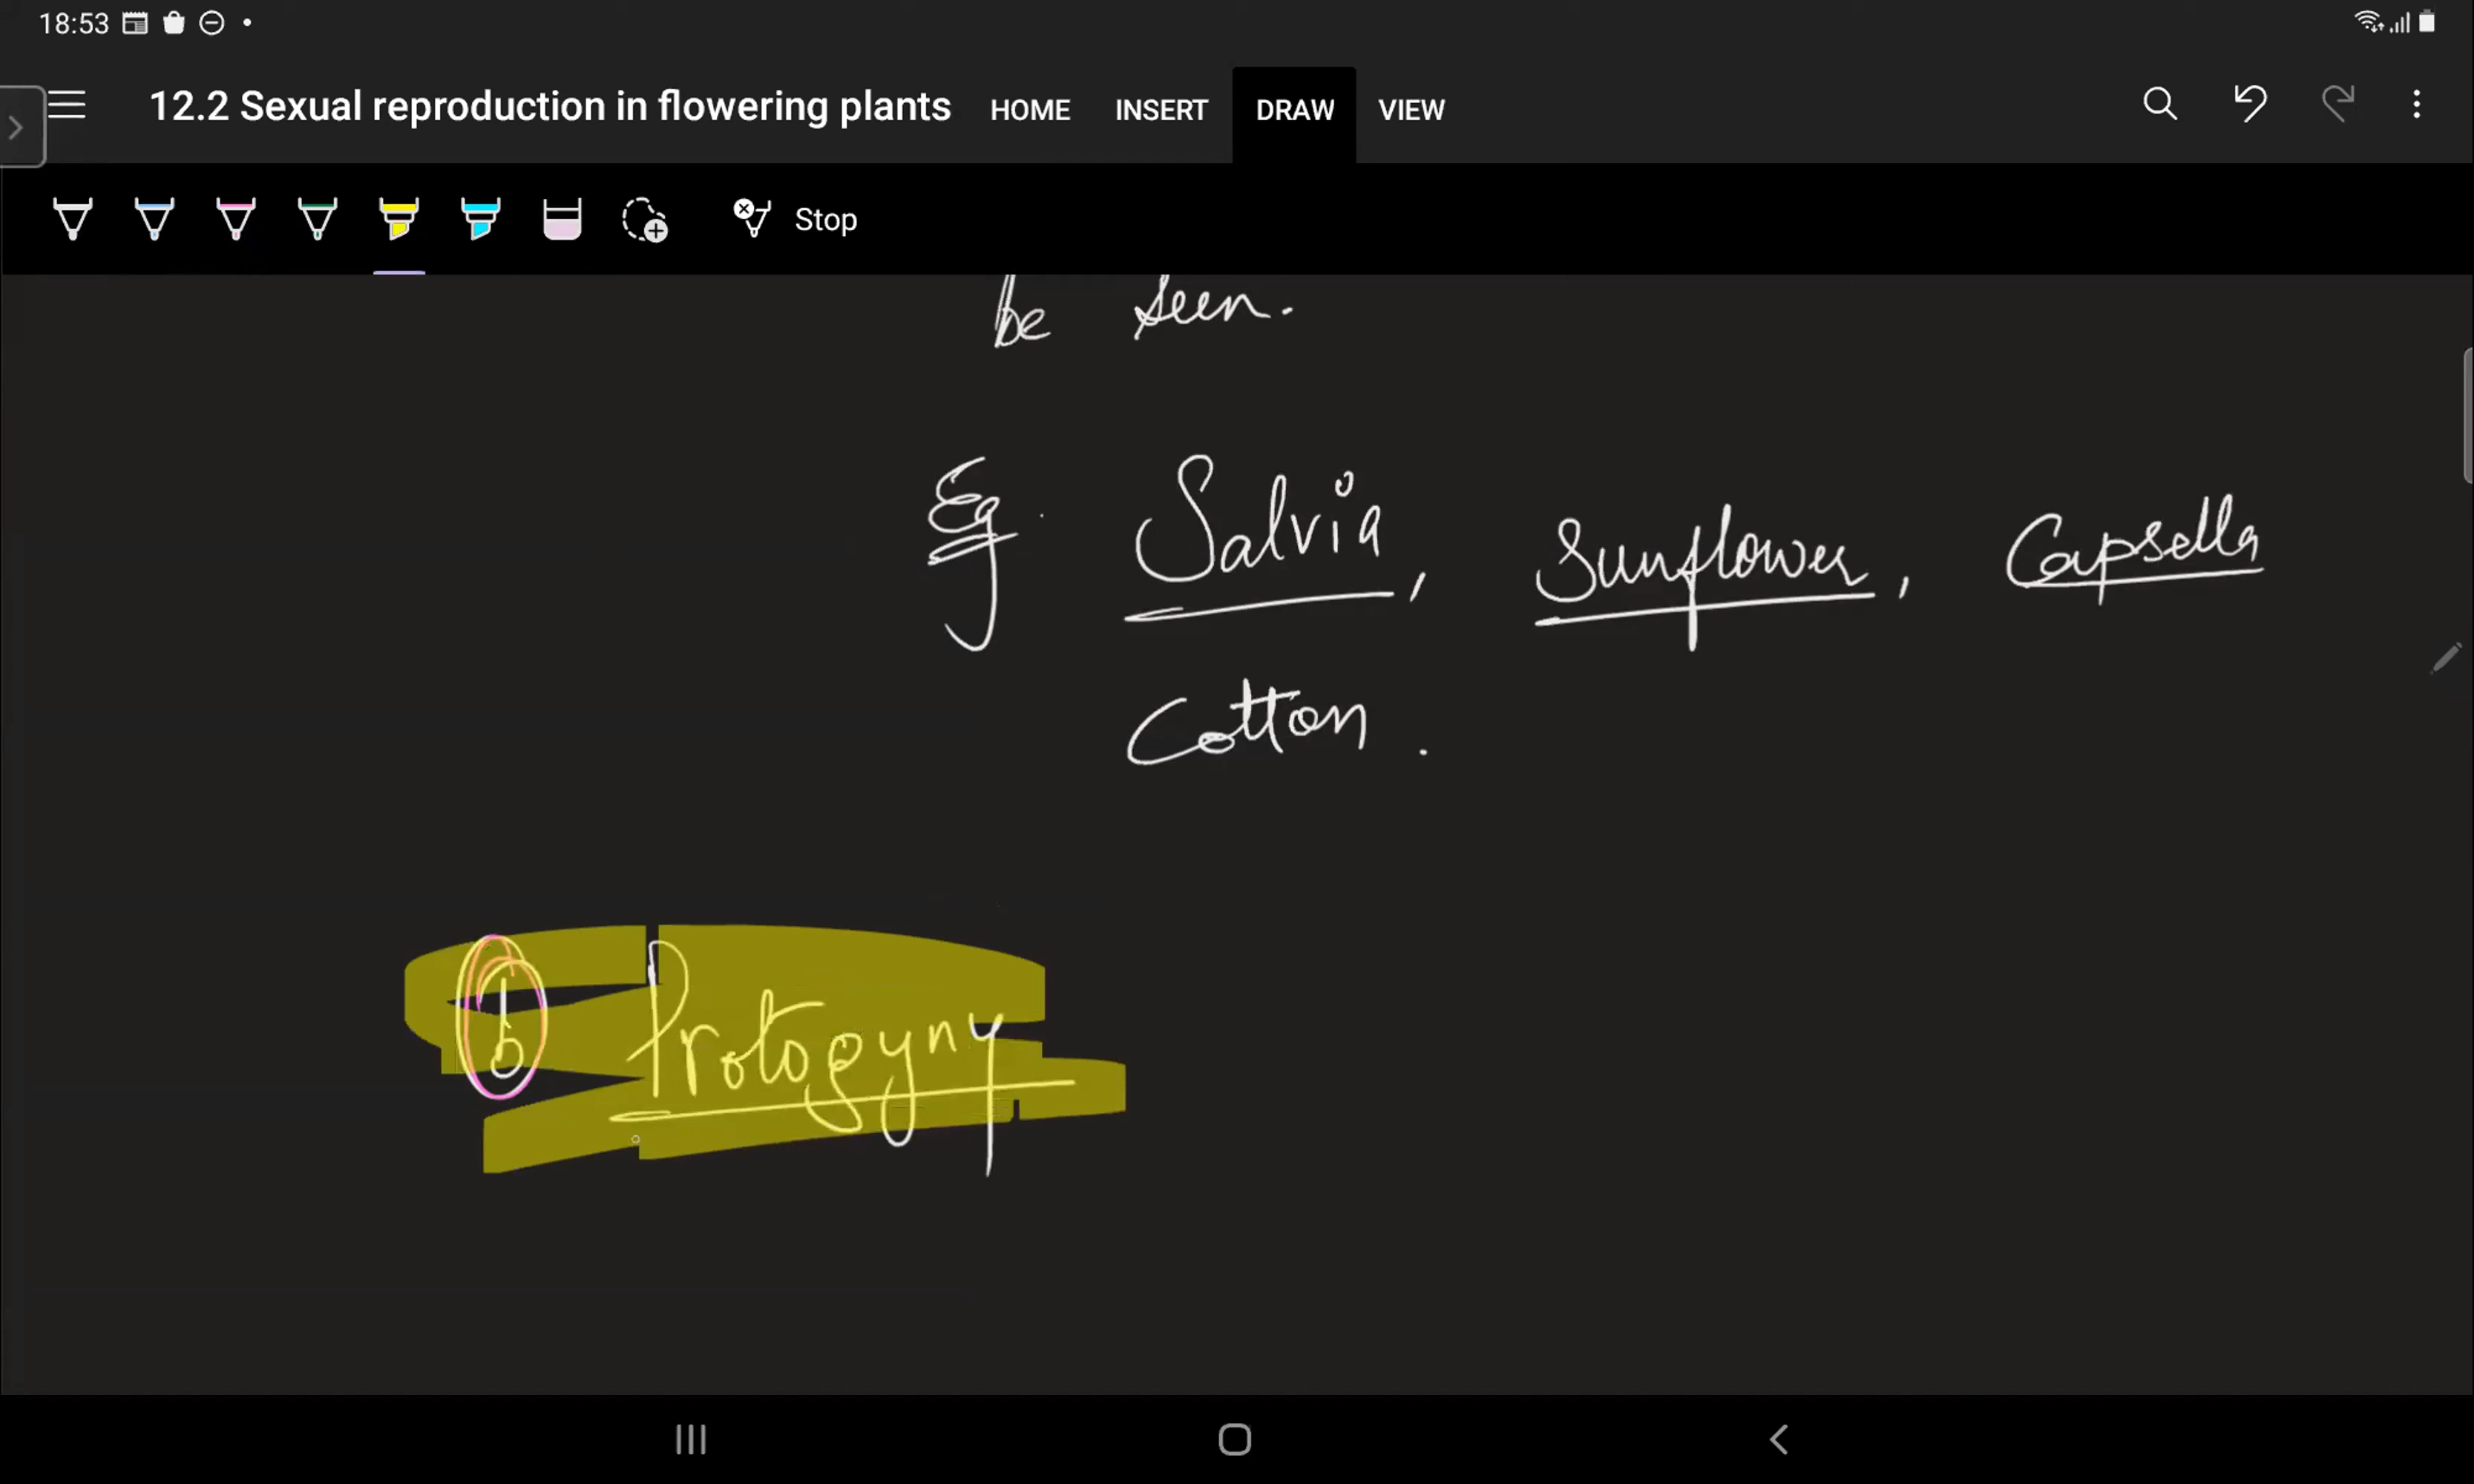 18:53
12.2 Sexual reproduction in flowering plants HOME INSERT DRAW VIEW
Stop
be seen.
Eg. Salvia, Sunflower, Capsella
Cotton.
b Protogyny